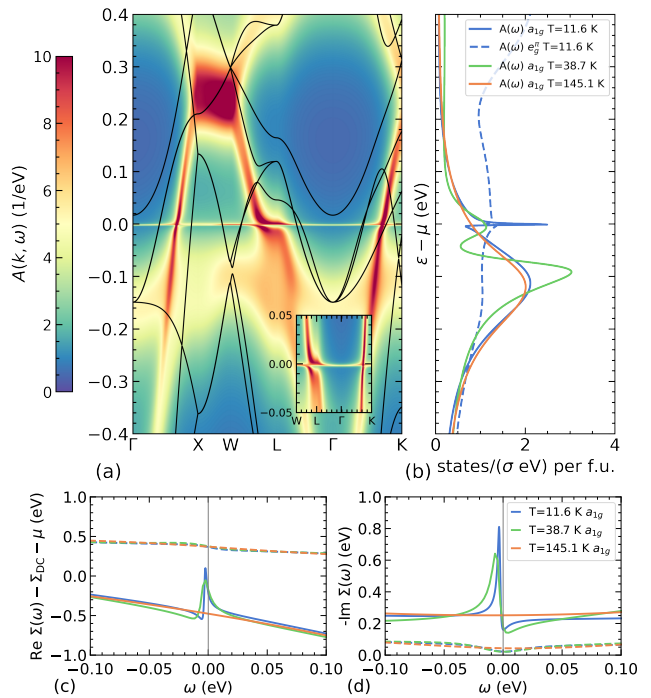 10
8
6
4
2
0
A(k, ω) (1/eV)
0.4
0.3
0.2
0.1
0.0
−0.1
−0.2
−0.3
−0.4
Γ X W L Γ K
0.05
0.00
−0.05
W L Γ K
(a)
ε − μ (eV)
A(ω) a1g T=11.6 K
A(ω) eπg T=11.6 K
A(ω) a1g T=38.7 K
A(ω) a1g T=145.1 K
0 2 4
(b) states/(σ eV) per f.u.
Re Σ(ω) − ΣDC − μ (eV)
1.0
0.5
0.0
−0.5
−1.0
−0.10 −0.05 0.00 0.05 0.10
(c) ω (eV)
-Im Σ(ω) (eV)
1.0
0.8
0.6
0.4
0.2
0.0
T=11.6 K a1g
T=38.7 K a1g
T=145.1 K a1g
−0.10 −0.05 0.00 0.05 0.10
(d) ω (eV)